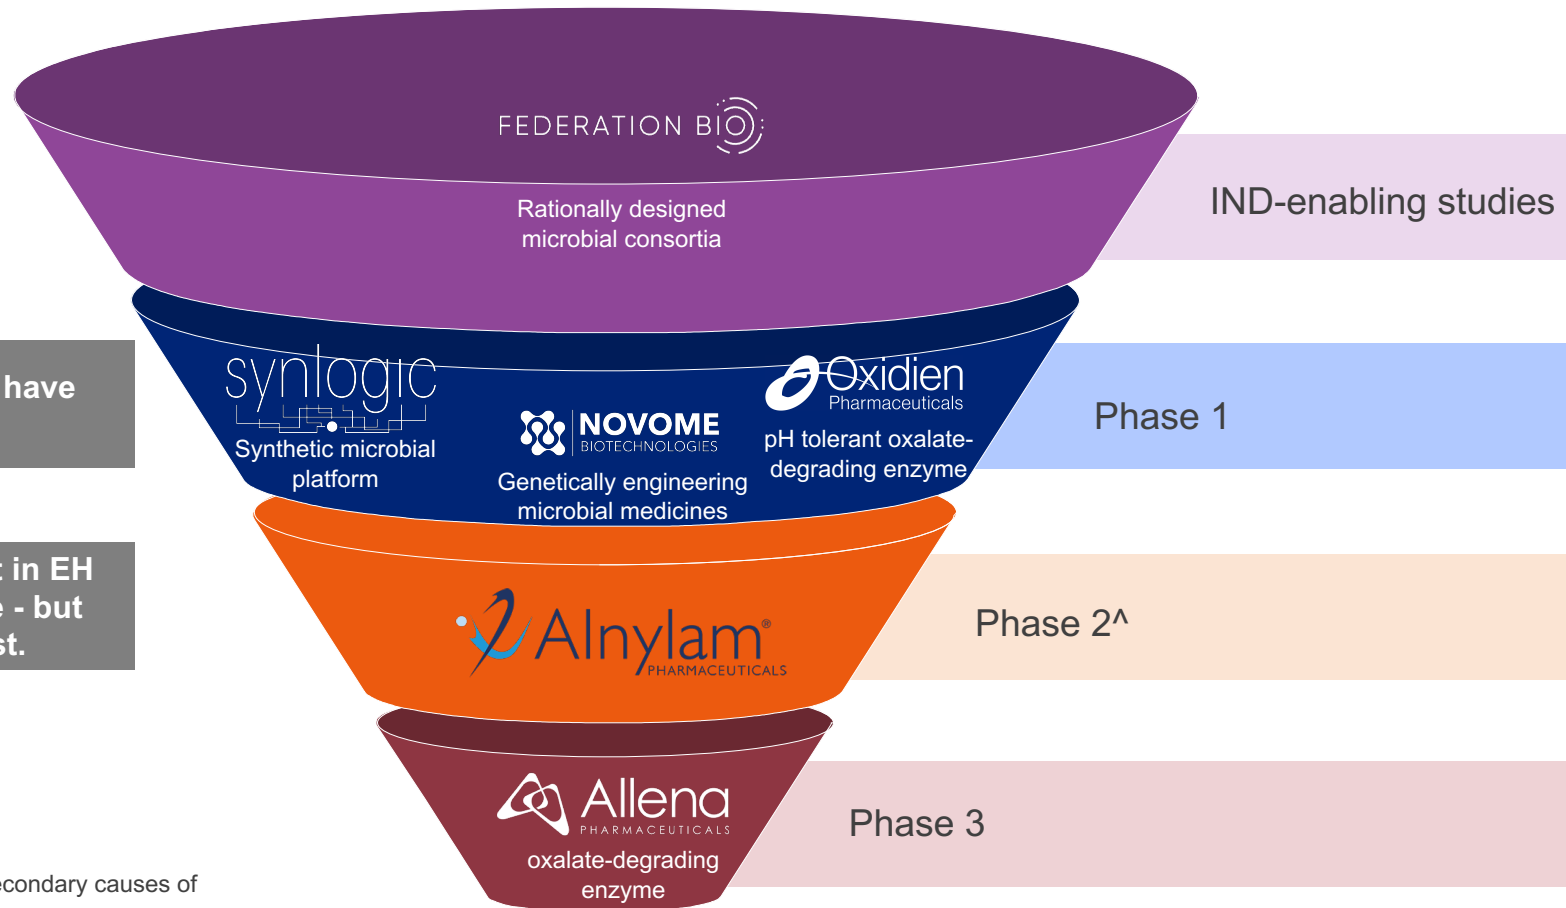 FEDERATION BIO
Rationally designed
microbial consortia
IND-enabling studies
have
synlogic
Synthetic microbial
platform
NOVOME
BIOTECHNOLOGIES
Genetically engineering
microbial medicines
Oxidien
Pharmaceuticals
pH tolerant oxalate-
degrading enzyme
Phase 1
t in EH
e - but
st.
Alnylam®
PHARMACEUTICALS
Phase 2^
Allena
PHARMACEUTICALS
oxalate-degrading
enzyme
Phase 3
econdary causes of